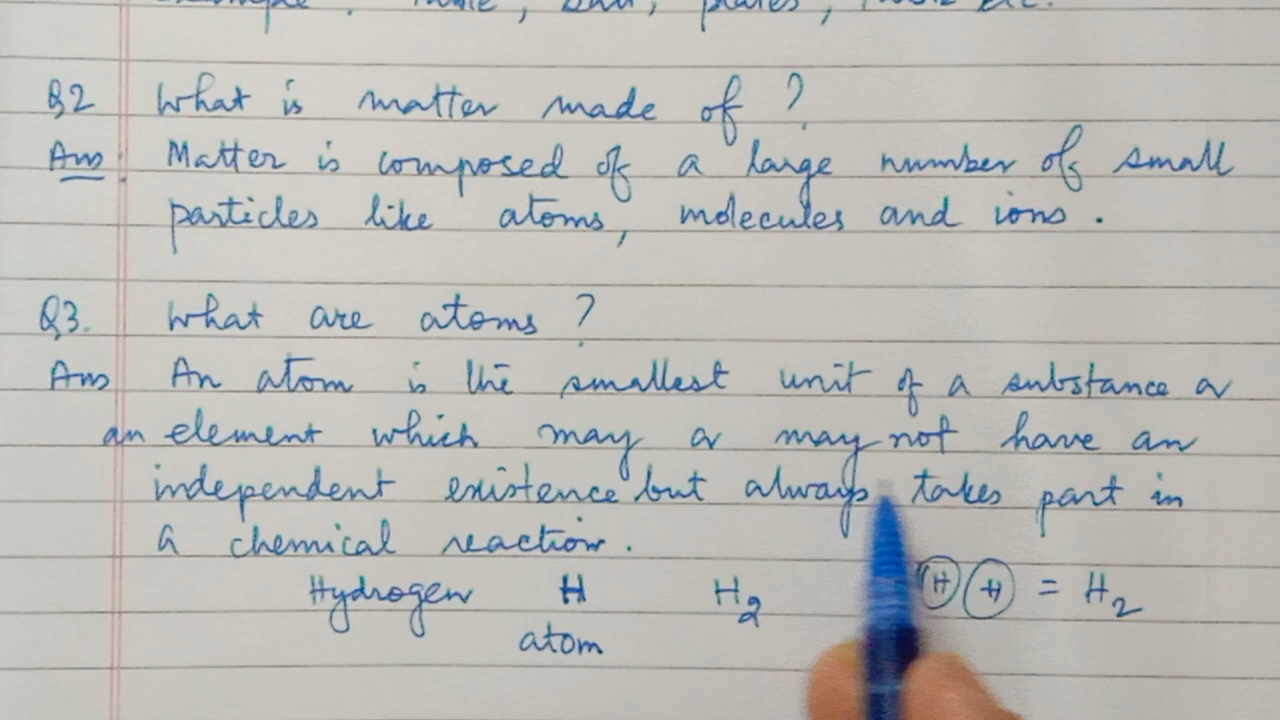 Q2 What is matter made of ?
Ans: Matter is composed of a large number of small
particles like atoms, molecules and ions .
Q3. What are atoms ?
Ans An atom is the smallest unit of a substance or
an element which may or may not have an
independent existence but always takes part in
a chemical reaction .
Hydrogen H H2 H H = H2
atom